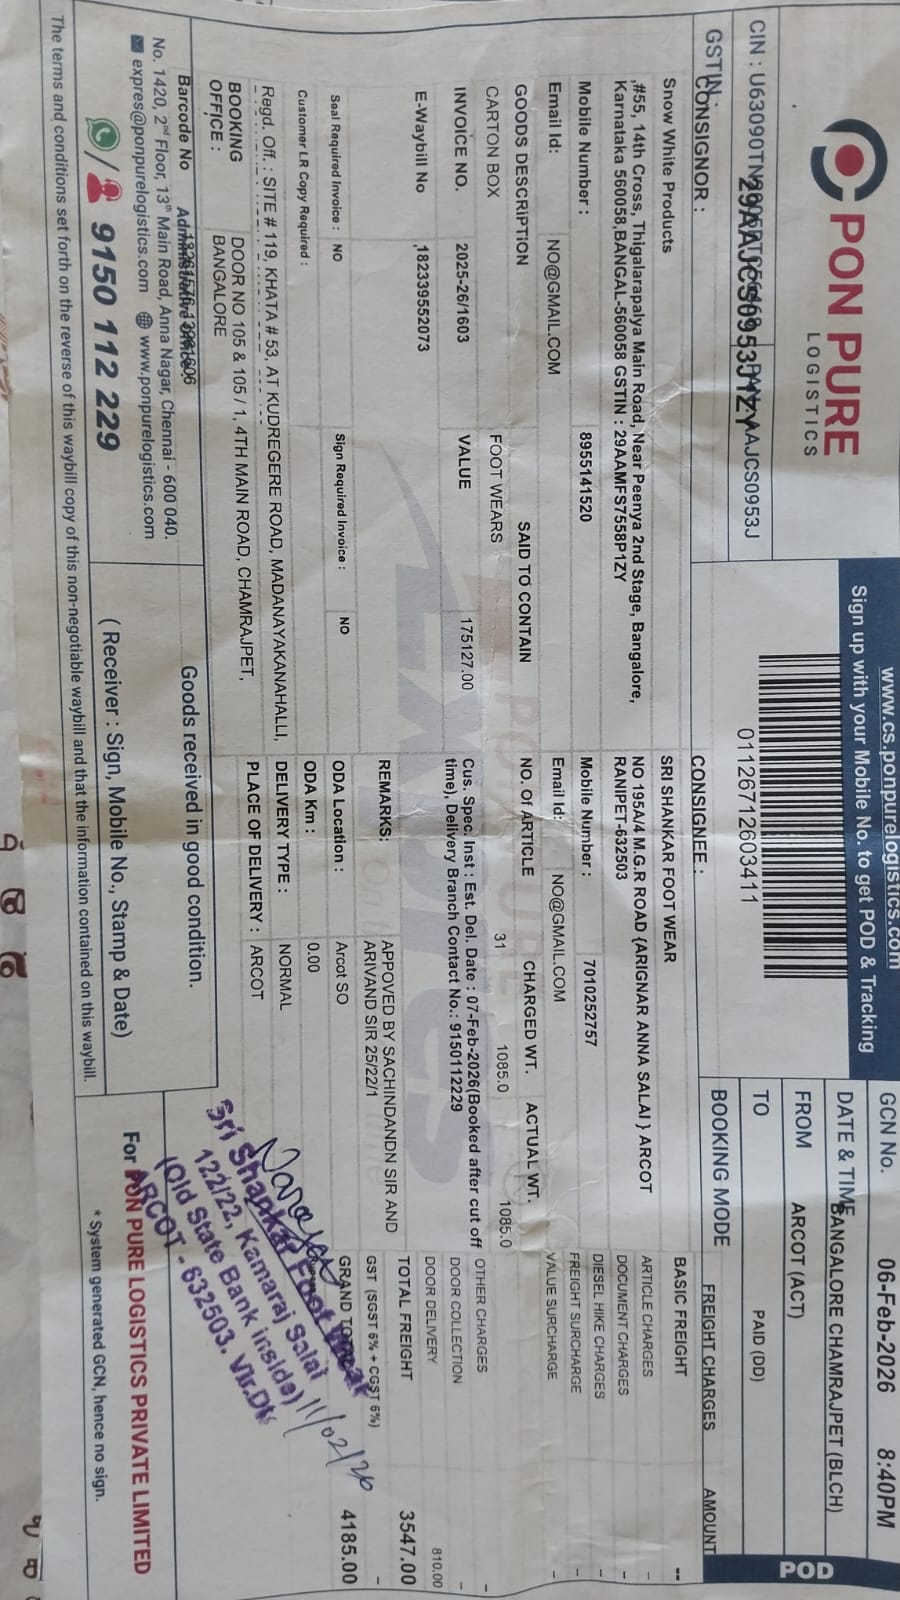 PON PURE
LOGISTICS
CIN : U63090TN
PAN : AAJCS0953J
GSTIN :
29AAJCS0953J1ZY
www.cs.ponpurelogistics.com
Sign up with your Mobile No. to get POD & Tracking
01126712603411
GCN No.
06-Feb-2026 8:40PM
DATE & TIME
FROM BANGALORE CHAMRAJPET (BLCH)
TO ARCOT (ACT)
BOOKING MODE PAID (DD)
POD
CONSIGNOR :
Snow White Products
,#55, 14th Cross, Thigalarapalya Main Road, Near Peenya 2nd Stage, Bangalore,
Karnataka 560058,BANGAL-560058 GSTIN : 29AAMFS7558P1ZY
Mobile Number : 8955141520
Email Id: NO@GMAIL.COM
CONSIGNEE :
SRI SHANKAR FOOT WEAR
NO 195A/4 M.G.R ROAD {ARIGNAR ANNA SALAI } ARCOT
RANIPET-632503
Mobile Number : 7010252757
Email Id: NO@GMAIL.COM
GOODS DESCRIPTION SAID TO CONTAIN NO. Of ARTICLE CHARGED WT. ACTUAL WT.
CARTON BOX FOOT WEARS 31 1085.0 1085.0
INVOICE NO. 2025-26/1603 VALUE 175127.00
E-Waybill No ,182339552073
Cus. Spec. Inst : Est. Del. Date : 07-Feb-2026(Booked after cut off
time), Delivery Branch Contact No.: 9150112229
REMARKS: APPOVED BY SACHINDANDN SIR AND
ARIVAND SIR 25/22/1
Seal Required Invoice : NO Sign Required Invoice : NO
Customer LR Copy Required :
ODA Location : Arcot SO
ODA Km : 0.00
DELIVERY TYPE : NORMAL
PLACE OF DELIVERY : ARCOT
Regd. Off. : SITE # 119, KHATA # 53, AT KUDREGERE ROAD, MADANAYAKANAHALLI,
BOOKING OFFICE : DOOR NO 105 & 105 / 1, 4TH MAIN ROAD, CHAMRAJPET,
BANGALORE
FREIGHT CHARGES AMOUNT
BASIC FREIGHT --
ARTICLE CHARGES -
DOCUMENT CHARGES -
DIESEL HIKE CHARGES -
FREIGHT SURCHARGE -
VALUE SURCHARGE -
OTHER CHARGES -
DOOR COLLECTION -
DOOR DELIVERY 810.00
TOTAL FREIGHT 3547.00
GST (SGST 6% + CGST 6%) -
GRAND TOTAL 4185.00
Sri Shankar Foot Wear
122/22, Kamaraj Salai
(Old State Bank Inside)
ARCOT - 632503. Vlr.Dt.
11/02/26
Barcode No
Administrative Office :
No. 1420, 2nd Floor, 13th Main Road, Anna Nagar, Chennai - 600 040.
expres@ponpurelogistics.com www.ponpurelogistics.com
/ 9150 112 229
Goods received in good condition.
( Receiver : Sign, Mobile No., Stamp & Date)
For PON PURE LOGISTICS PRIVATE LIMITED
* System generated GCN, hence no sign.
The terms and conditions set forth on the reverse of this waybill copy of this non-negotiable waybill and that the information contained on this waybill.